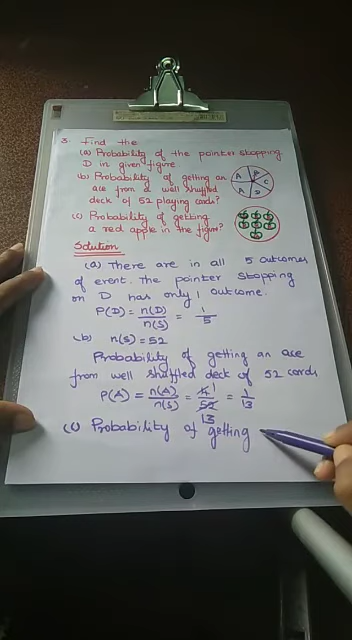 3. Find the
(a) Probability of the pointer stopping
D in given figure
(b) Probability of getting an
ace from a well shuffled
deck of 52 playing cards?
(c) Probability of getting
a red apple in the figure?
A B C D A
Solution
(a) There are in all 5 outcomes
of event. The pointer stopping
on D has only 1 outcome.
P(D) = n(D)/n(S) = 1/5
(b) n(S) = 52
Probability of getting an ace
from well shuffled deck of 52 cards
P(A) = n(A)/n(S) = 4/52 = 1/13
1
13
(c) Probability of getting